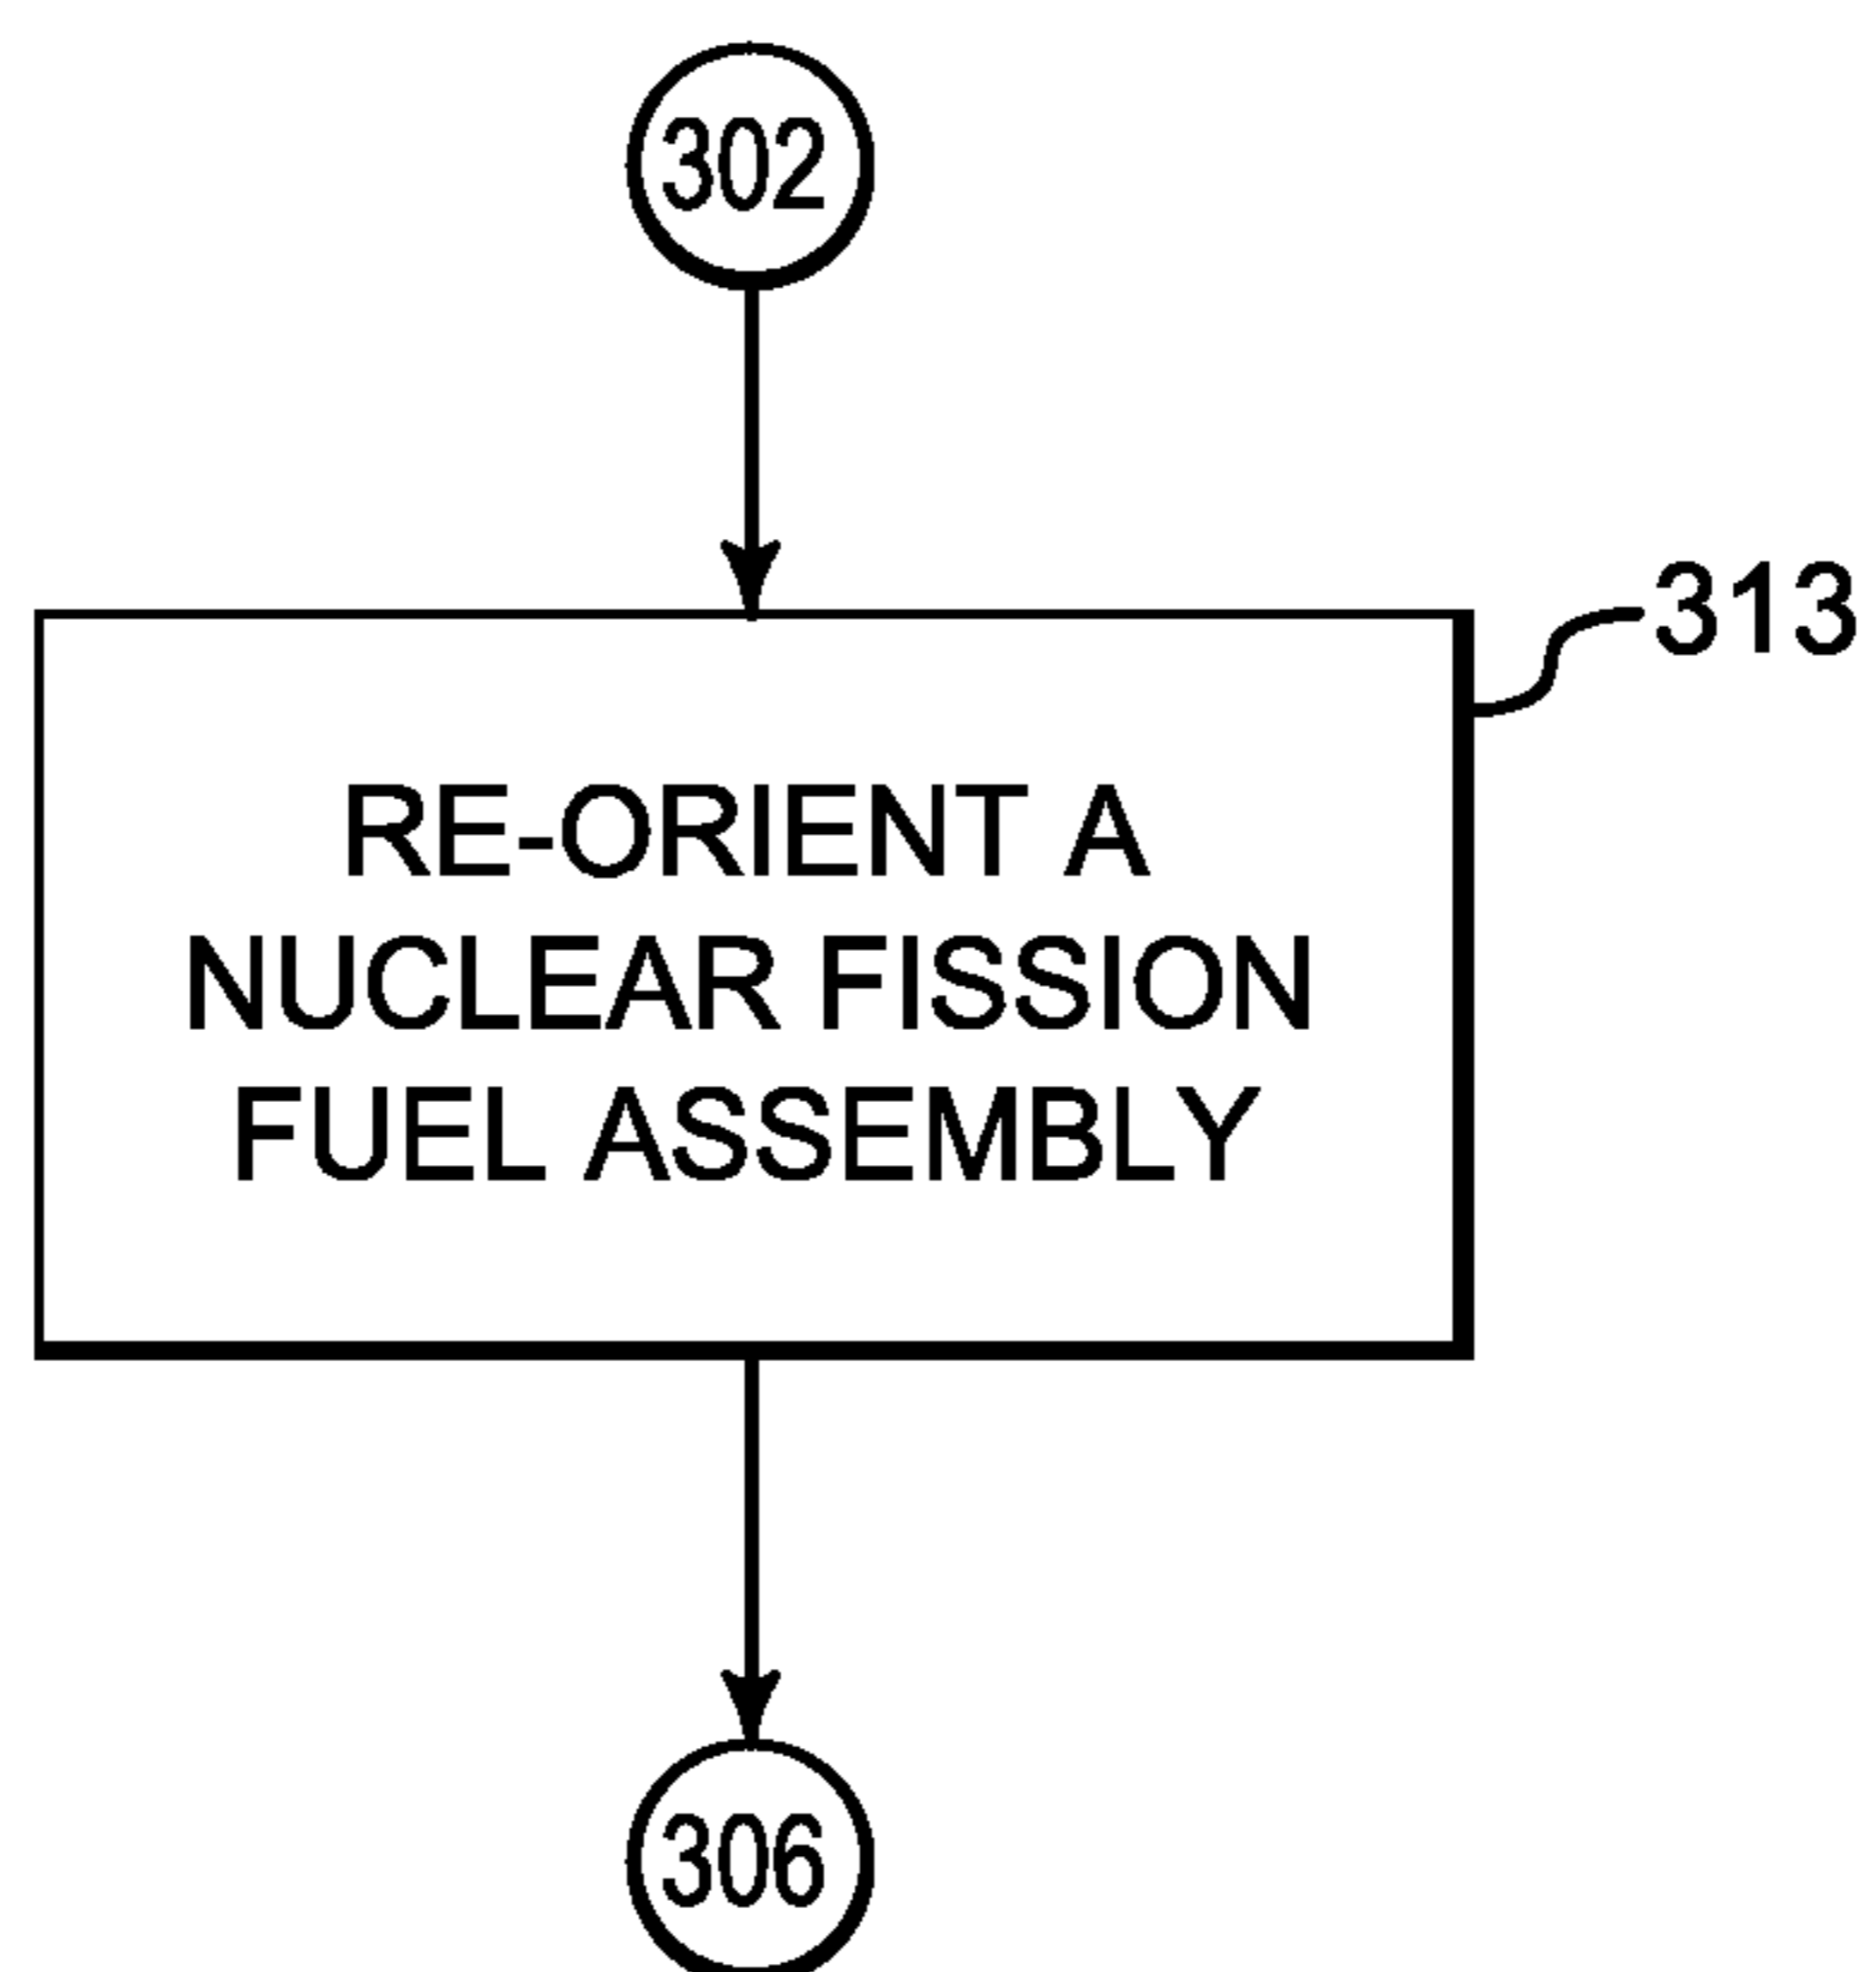 302
313
RE-ORIENT A
NUCLEAR FISSION
FUEL ASSEMBLY
306